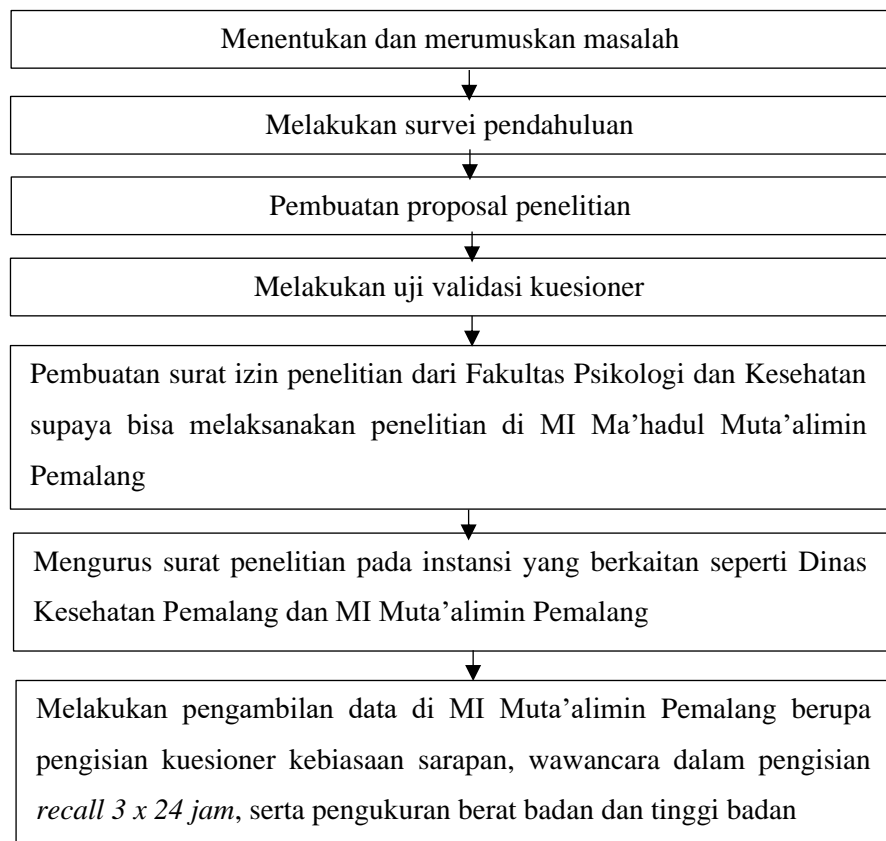 Menentukan dan merumuskan masalah
Melakukan survei pendahuluan
Pembuatan proposal penelitian
Melakukan uji validasi kuesioner
Pembuatan surat izin penelitian dari Fakultas Psikologi dan Kesehatan
supaya bisa melaksanakan penelitian di MI Ma’hadul Muta’alimin
Pemalang
Mengurus surat penelitian pada instansi yang berkaitan seperti Dinas
Kesehatan Pemalang dan MI Muta’alimin Pemalang
Melakukan pengambilan data di MI Muta’alimin Pemalang berupa
pengisian kuesioner kebiasaan sarapan, wawancara dalam pengisian
recall 3 x 24 jam, serta pengukuran berat badan dan tinggi badan